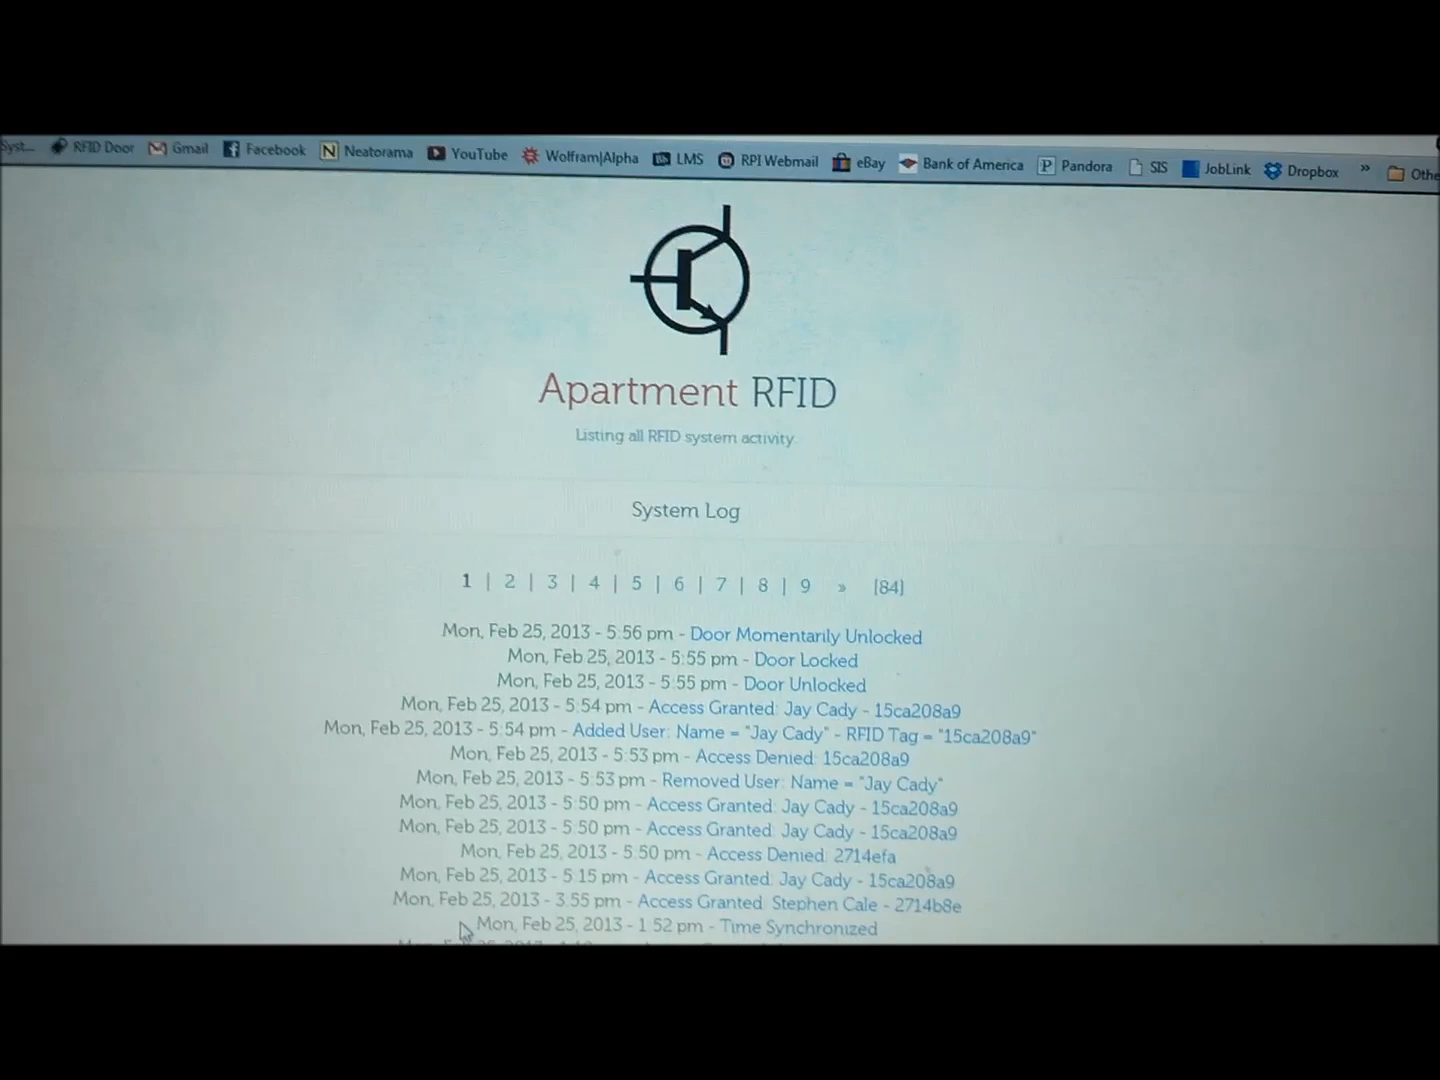 Syst... RFID Door Gmail Facebook N Neatorama YouTube Wolfram|Alpha LMS RPI Webmail eBay Bank of America P Pandora SIS JobLink Dropbox » Othe
Apartment RFID
Listing all RFID system activity.
System Log
1 | 2 | 3 | 4 | 5 | 6 | 7 | 8 | 9 » [84]
Mon, Feb 25, 2013 - 5:56 pm - Door Momentarily Unlocked
Mon, Feb 25, 2013 - 5:55 pm - Door Locked
Mon, Feb 25, 2013 - 5:55 pm - Door Unlocked
Mon, Feb 25, 2013 - 5:54 pm - Access Granted: Jay Cady - 15ca208a9
Mon, Feb 25, 2013 - 5:54 pm - Added User: Name = "Jay Cady" - RFID Tag = "15ca208a9"
Mon, Feb 25, 2013 - 5:53 pm - Access Denied: 15ca208a9
Mon, Feb 25, 2013 - 5:53 pm - Removed User: Name = "Jay Cady"
Mon, Feb 25, 2013 - 5:50 pm - Access Granted: Jay Cady - 15ca208a9
Mon, Feb 25, 2013 - 5:50 pm - Access Granted: Jay Cady - 15ca208a9
Mon, Feb 25, 2013 - 5:50 pm - Access Denied: 2714efa
Mon, Feb 25, 2013 - 5:15 pm - Access Granted: Jay Cady - 15ca208a9
Mon, Feb 25, 2013 - 3:55 pm - Access Granted: Stephen Cale - 2714b8e
Mon, Feb 25, 2013 - 1:52 pm - Time Synchronized